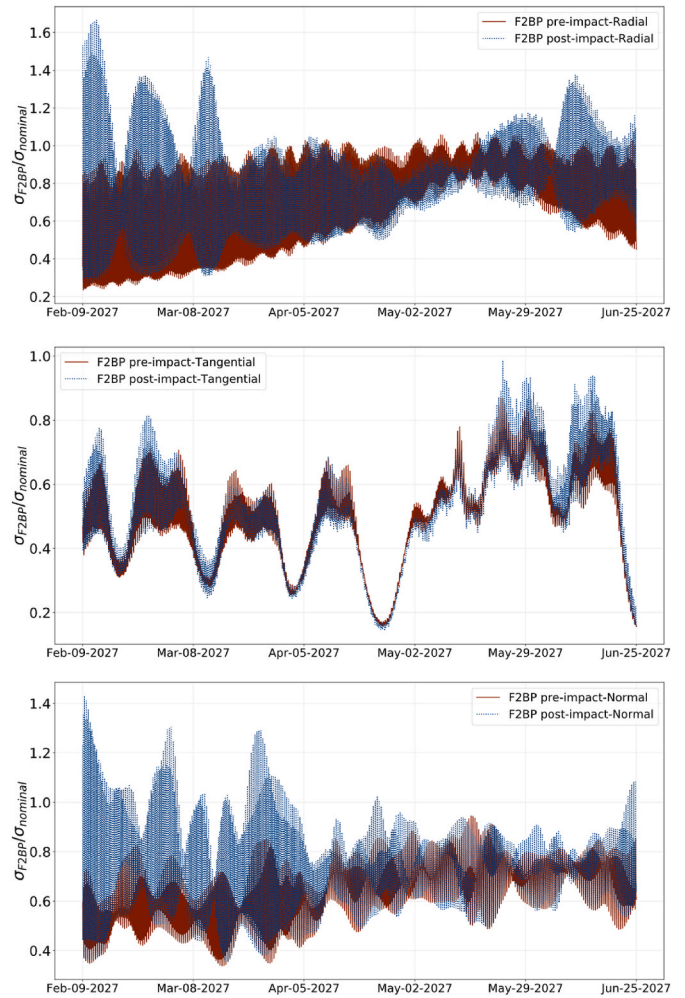 F2BP pre-impact-Radial
F2BP post-impact-Radial
σF2BP/σnominal
1.6
1.4
1.2
1.0
0.8
0.6
0.4
0.2
Feb-09-2027 Mar-08-2027 Apr-05-2027 May-02-2027 May-29-2027 Jun-25-2027
F2BP pre-impact-Tangential
F2BP post-impact-Tangential
σF2BP/σnominal
1.0
0.8
0.6
0.4
0.2
Feb-09-2027 Mar-08-2027 Apr-05-2027 May-02-2027 May-29-2027 Jun-25-2027
F2BP pre-impact-Normal
F2BP post-impact-Normal
σF2BP/σnominal
1.4
1.2
1.0
0.8
0.6
0.4
Feb-09-2027 Mar-08-2027 Apr-05-2027 May-02-2027 May-29-2027 Jun-25-2027